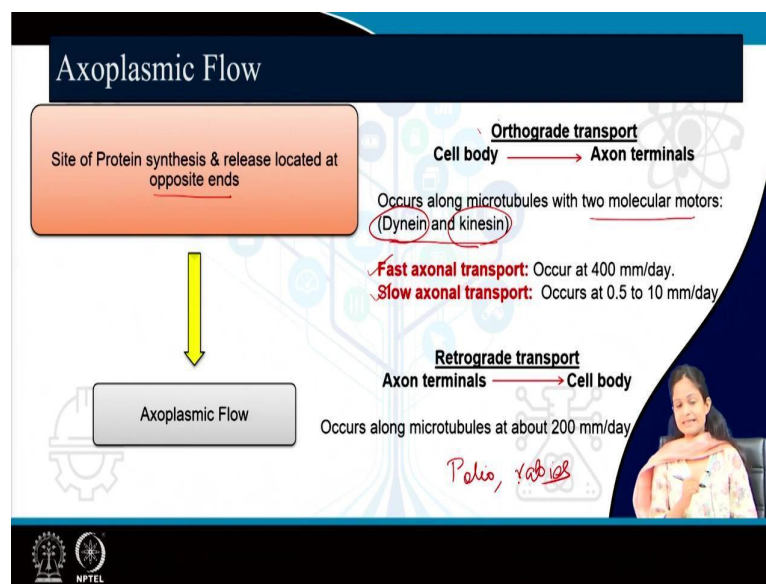 Axoplasmic Flow
Site of Protein synthesis & release located at
opposite ends
Axoplasmic Flow
Orthograde transport
Cell body → Axon terminals
Occurs along microtubules with two molecular motors:
(Dynein and kinesin)
Fast axonal transport: Occur at 400 mm/day.
Slow axonal transport: Occurs at 0.5 to 10 mm/day
Retrograde transport
Axon terminals → Cell body
Occurs along microtubules at about 200 mm/day
Polio, rabies
NPTEL